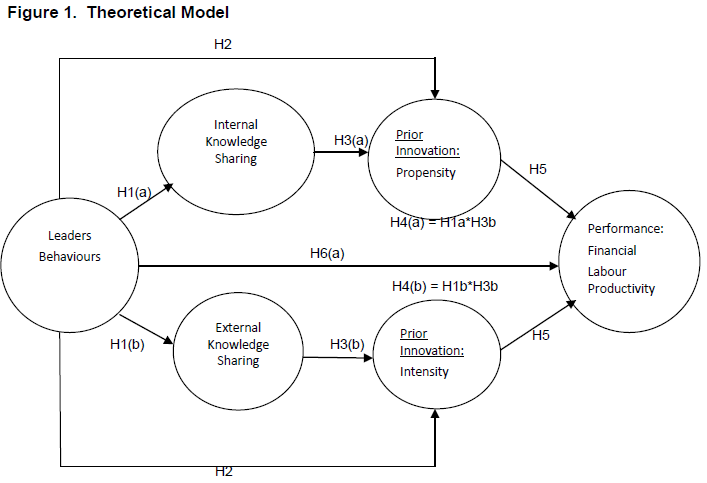 Figure 1.  Theoretical Model
H2
Internal
Knowledge
Sharing
H3(a)
Prior
Innovation:
Propensity
H1(a)
H5
H4(a) = H1a*H3b
Leaders
Behaviours
H6(a)
Performance:
Financial
Labour
Productivity
H4(b) = H1b*H3b
H1(b)
External
Knowledge
Sharing
H3(b)
Prior
Innovation:
Intensity
H5
H2